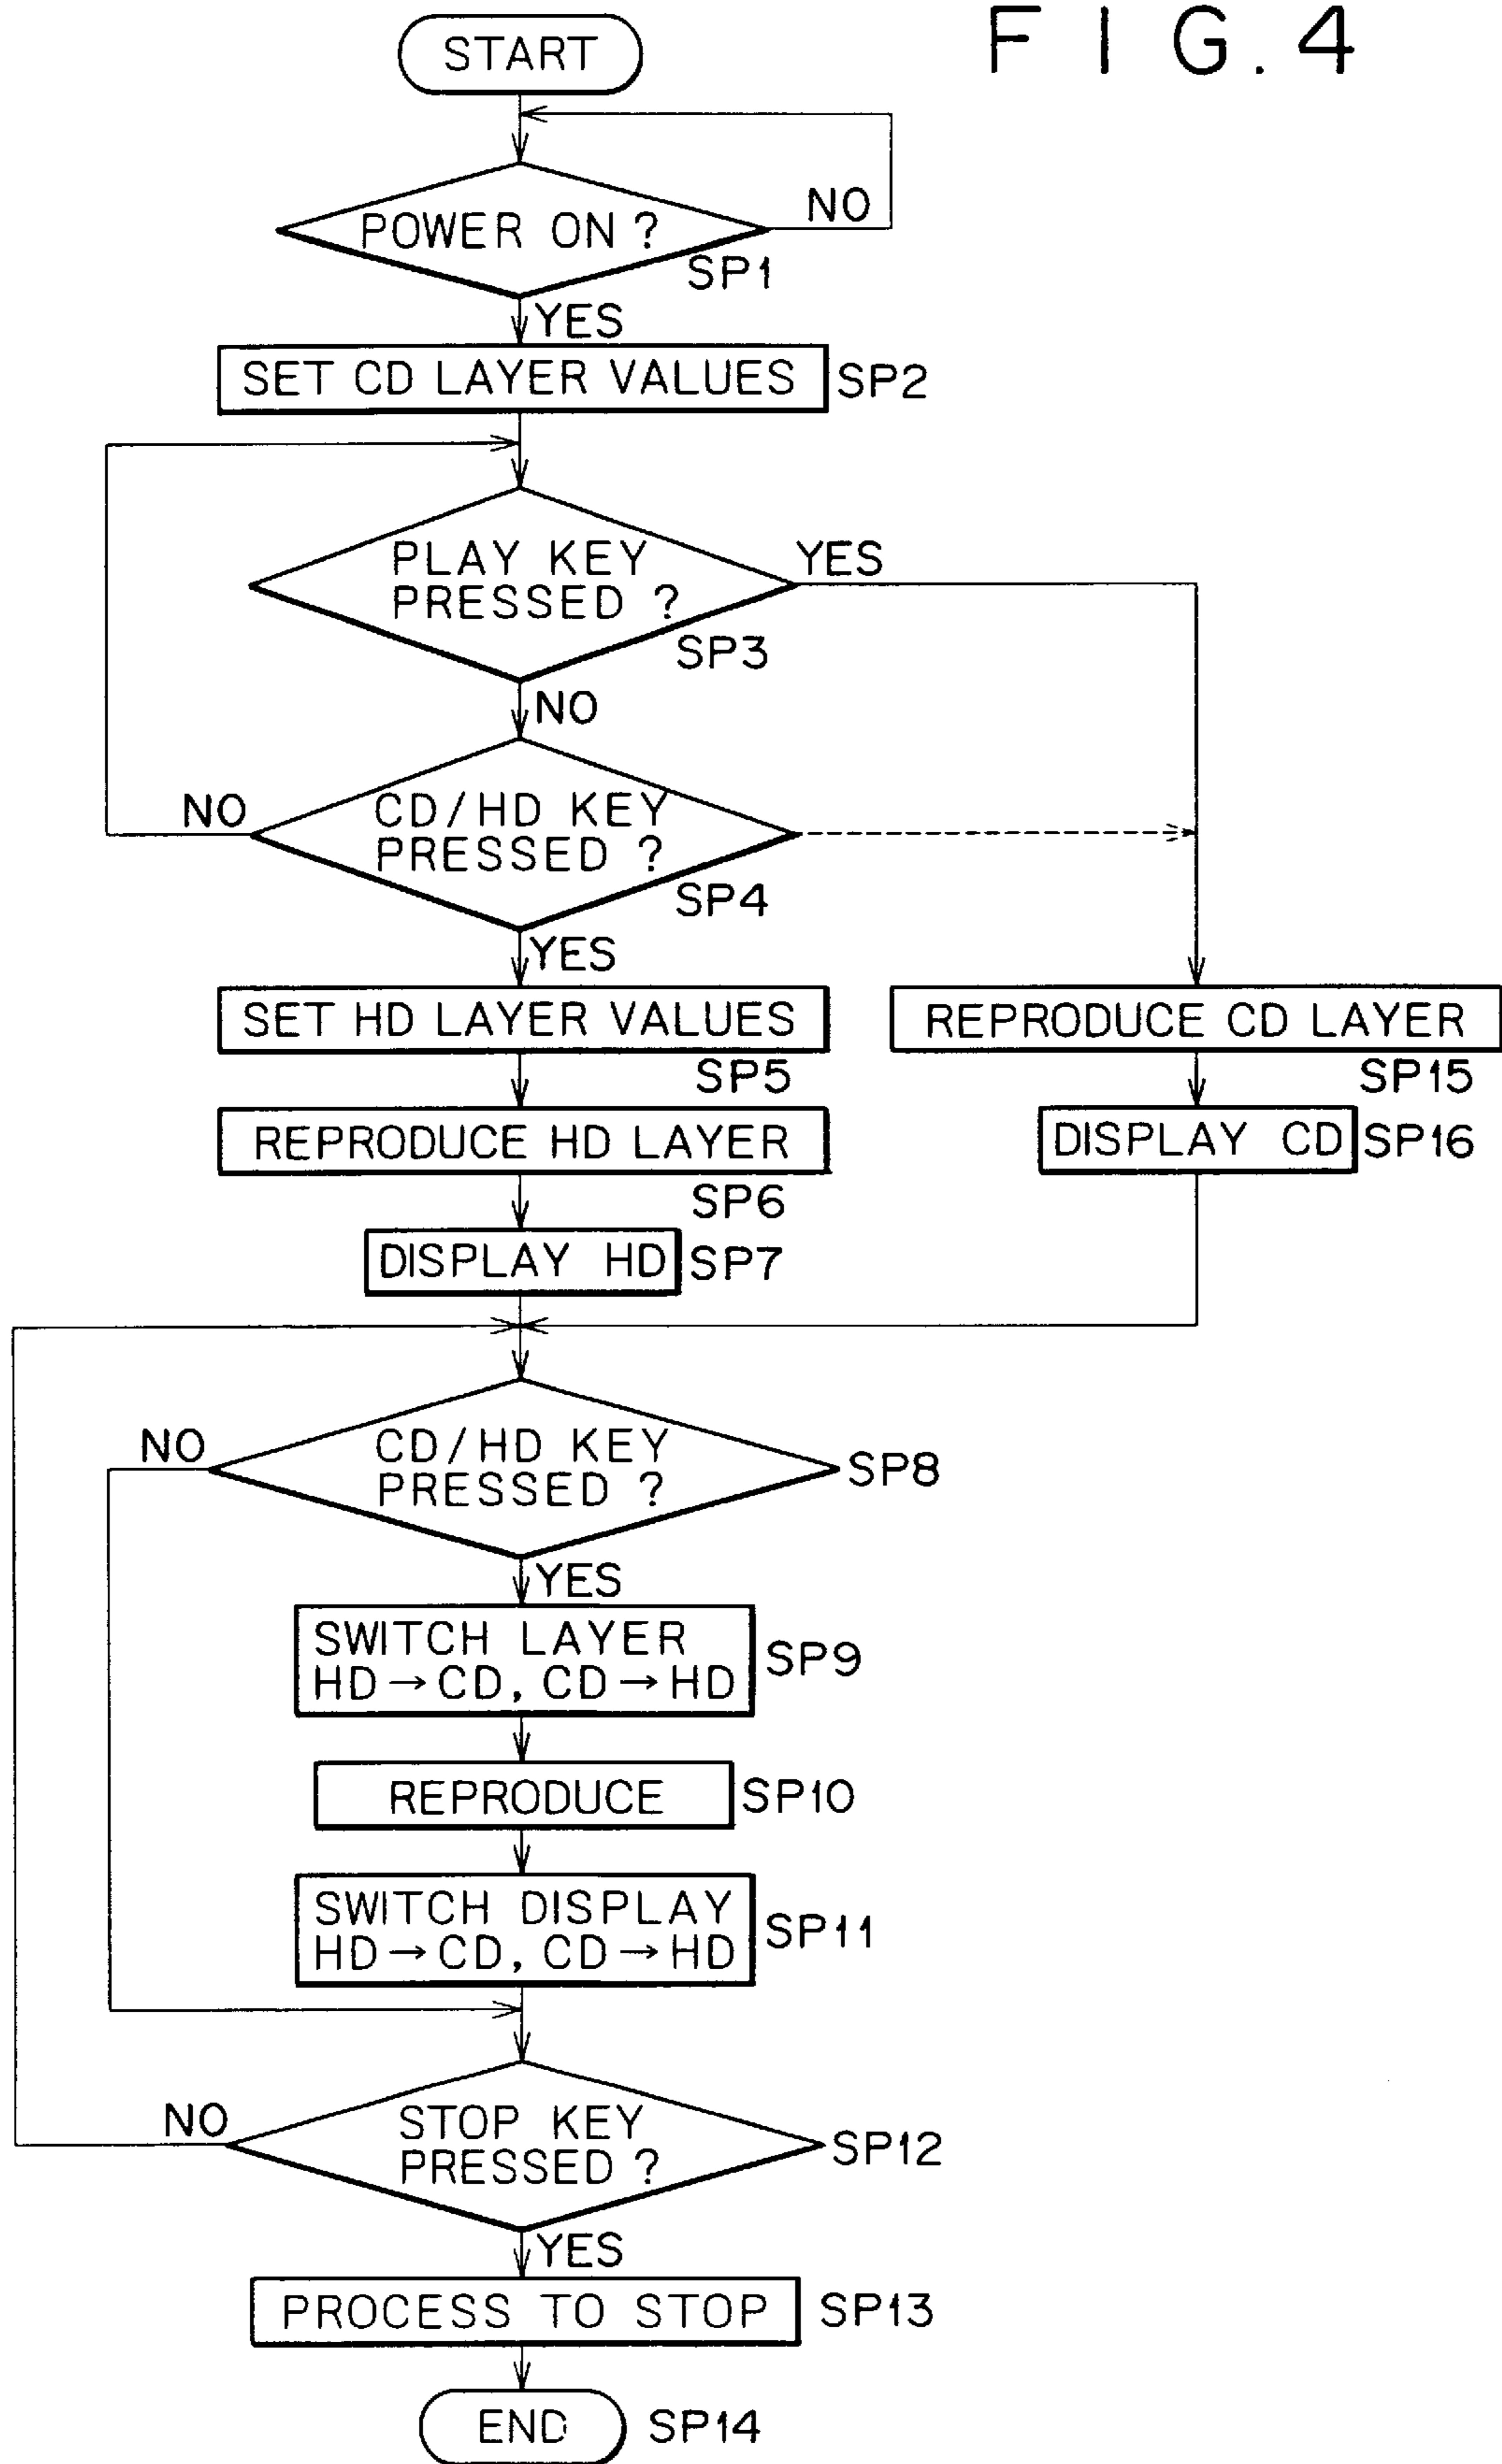 FIG.4
START
NO
POWER ON?
SP1
YES
SET CD LAYER VALUES
SP2
PLAY KEY
PRESSED ?
YES
SP3
NO
NO
CD/HD KEY
PRESSED ?
SP4
YES
SET HD LAYER VALUES
SP5
REPRODUCE CD LAYER
SP15
REPRODUCE HD LAYER
SP6
DISPLAY CD
SP16
DISPLAY HD
SP7
NO
CD/HD KEY
PRESSED ?
SP8
YES
SWITCH LAYER
HD→CD, CD→HD
SP9
REPRODUCE
SP10
SWITCH DISPLAY
HD→CD, CD→HD
SP11
NO
STOP KEY
PRESSED ?
SP12
YES
PROCESS TO STOP
SP13
END
SP14